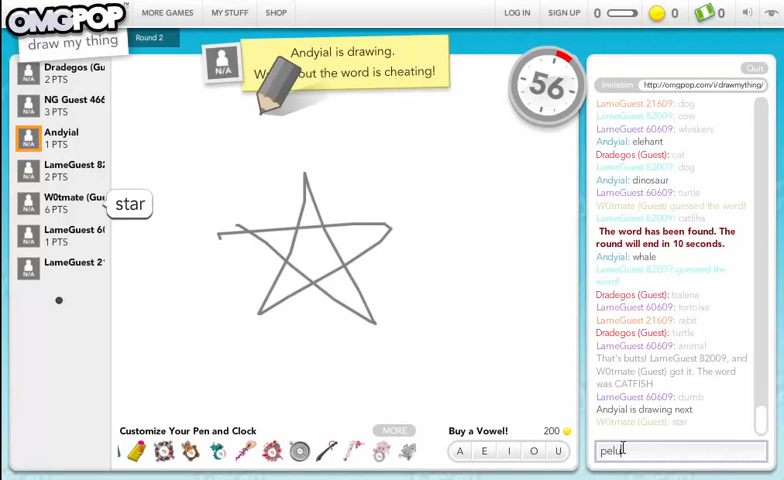 OMGPOP
MORE GAMES
MY STUFF
SHOP
LOG IN
SIGN UP
0
0
0
draw my thing
Round 2
Dradegos (Gu
2 PTS
NG Guest 466
3 PTS
Andyial
1 PTS
LameGuest 82
2 PTS
W0tmate (Gue
6 PTS
LameGuest 60
1 PTS
LameGuest 2
N/A
N/A
N/A
N/A
N/A
N/A
N/A
star
N/A
Andyial is drawing.
out the word is cheating!
56
Quit
Invitation
http://omgpop.com/i/drawmything/
LameGuest 21609: dog
LameGuest 82009: cow
LameGuest 60609: whiskers
Andyial: elehant
Dradegos (Guest): cat
LameGuest 82009: dog
Andyial: dinosaur
LameGuest 60609: turtle
W0tmate (Guest) guessed the word!
LameGuest 82009: catfihs
The word has been found. The
round will end in 10 seconds.
Andyial: whale
LameGuest 82009 guessed the
word!
Dradegos (Guest): balena
LameGuest 60609: tortoise
LameGuest 21609: rabit
Dradegos (Guest): turtle
LameGuest 60609: animal
That's butts! LameGuest 82009, and
W0tmate (Guest) got it. The word
was CATFISH
LameGuest 60609: dumb
Andyial is drawing next
W0tmate (Guest): star
pelu
Customize Your Pen and Clock
MORE
Buy a Vowel!
200
A E I O U